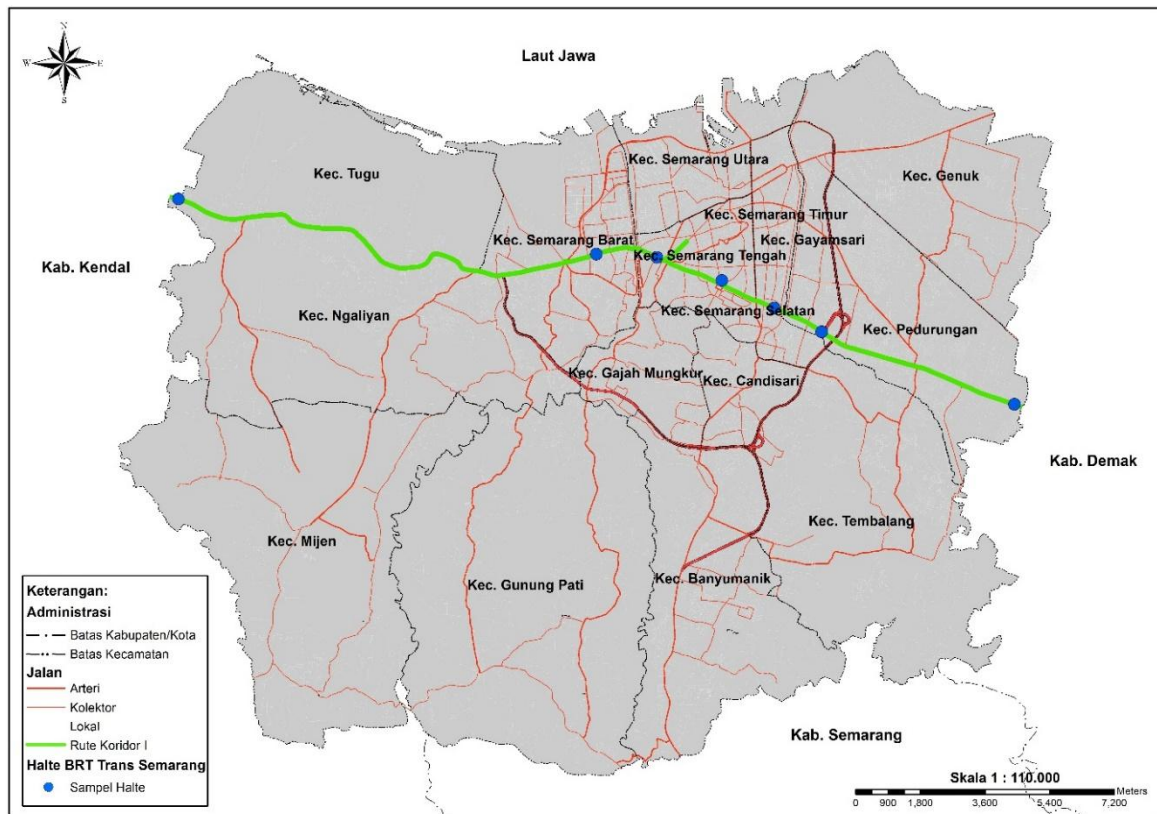 N
W
E
S
Laut Jawa
Kec. Semarang Utara
Kec. Tugu
Kec. Genuk
Kec. Semarang Timur
Kec. Semarang Barat
Kec. Gayamsari
Kec. Semarang Tengah
Kab. Kendal
Kec. Ngaliyan
Kec. Semarang Selatan
Kec. Pedurungan
Kec. Gajah Mungkur
Kec. Candisari
Kab. Demak
Kec. Tembalang
Kec. Mijen
Kec. Gunung Pati
Kec. Banyumanik
Kab. Semarang
Keterangan:
Administrasi
Batas Kabupaten/Kota
Batas Kecamatan
Jalan
Arteri
Kolektor
Lokal
Rute Koridor I
Halte BRT Trans Semarang
Sampel Halte
Skala 1 : 110.000
Meters
0 900 1,800 3,600 5,400 7,200